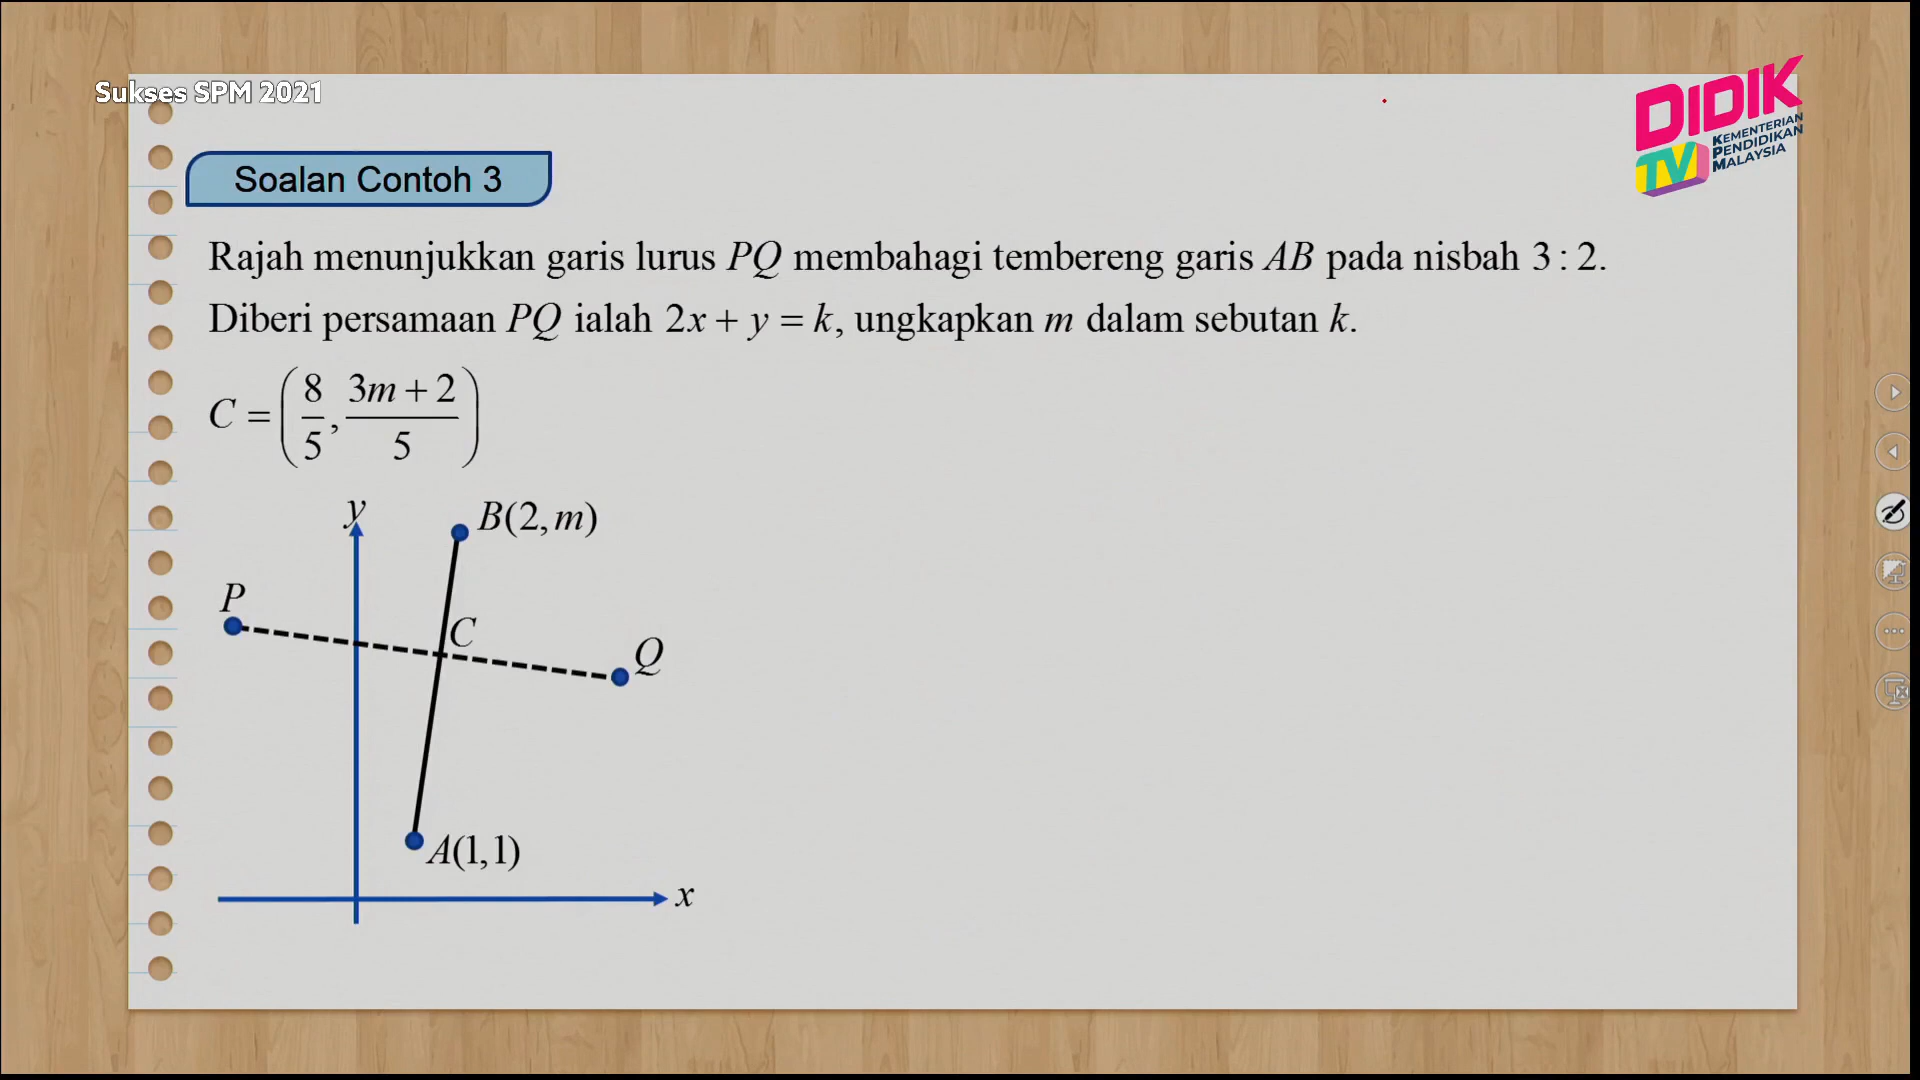 Sukses SPM 2021
DIDIK
TV
KEMENTERIAN
PENDIDIKAN
MALAYSIA
Soalan Contoh 3
Rajah menunjukkan garis lurus PQ membahagi tembereng garis AB pada nisbah 3 : 2.
Diberi persamaan PQ ialah 2x + y = k, ungkapkan m dalam sebutan k.
C = (8/5, (3m + 2)/5)
y
B(2, m)
P
C
Q
A(1, 1)
x